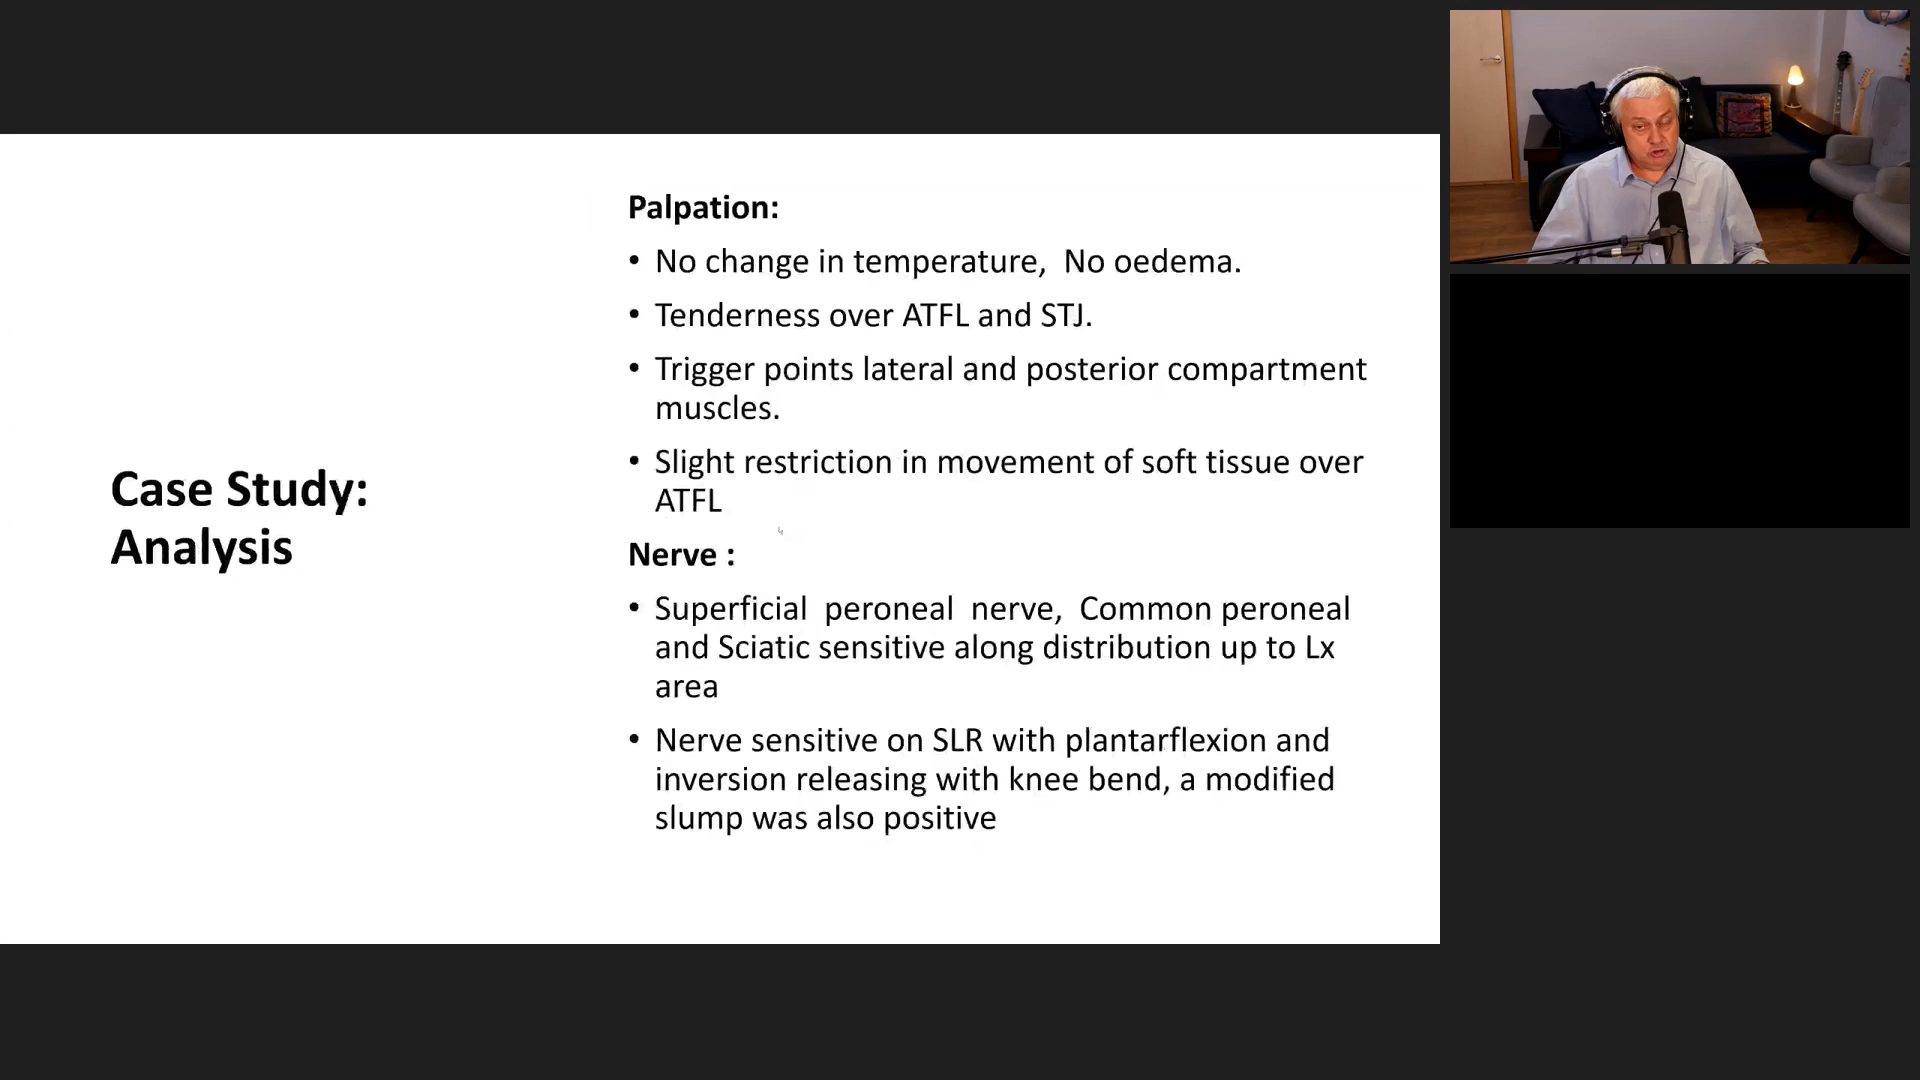 Case Study:
Analysis
Palpation:
• No change in temperature,  No oedema.
• Tenderness over ATFL and STJ.
• Trigger points lateral and posterior compartment
muscles.
• Slight restriction in movement of soft tissue over
ATFL
Nerve :
• Superficial  peroneal  nerve,  Common peroneal
and Sciatic sensitive along distribution up to Lx
area
• Nerve sensitive on SLR with plantarflexion and
inversion releasing with knee bend, a modified
slump was also positive